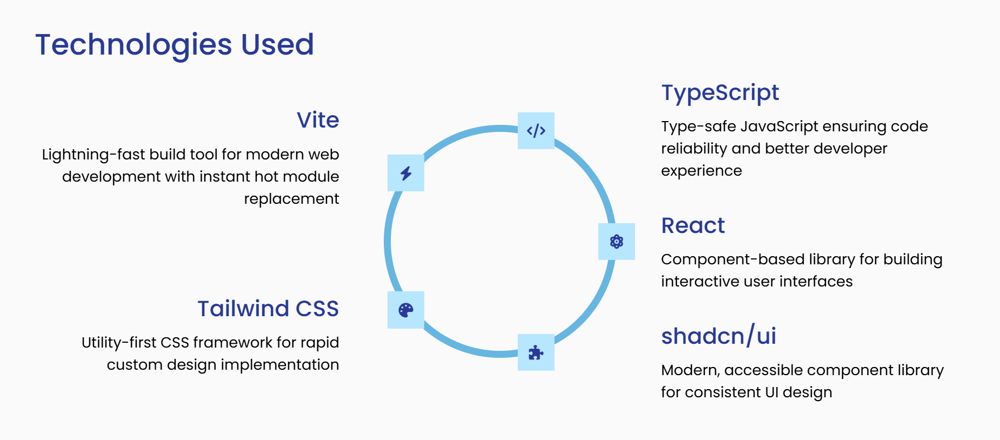 Technologies Used
Vite
Lightning-fast build tool for modern web
development with instant hot module
replacement
Tailwind CSS
Utility-first CSS framework for rapid
custom design implementation
TypeScript
Type-safe JavaScript ensuring code
reliability and better developer
experience
React
Component-based library for building
interactive user interfaces
shadcn/ui
Modern, accessible component library
for consistent UI design